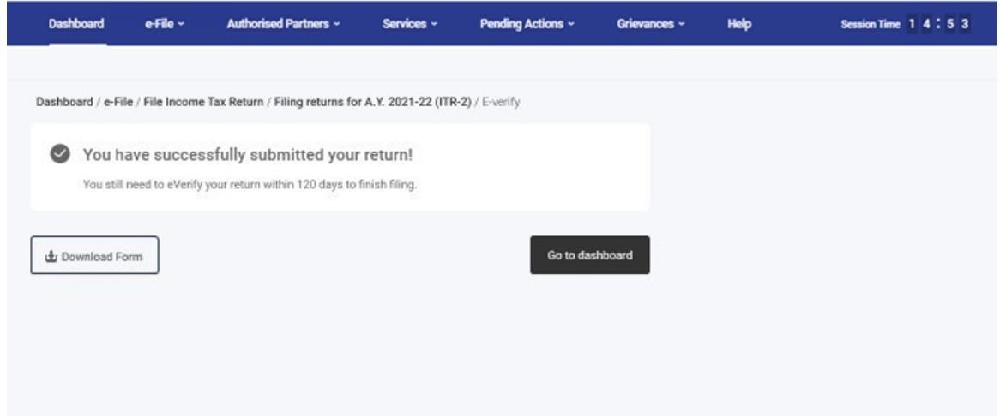 Dashboard e-File Authorised Partners Services Pending Actions Grievances Help Session Time 1 4 : 5 3
Dashboard / e-File / File Income Tax Return / Filing returns for A.Y. 2021-22 (ITR-2) / E-verify
You have successfully submitted your return!
You still need to eVerify your return within 120 days to finish filing.
Download Form Go to dashboard